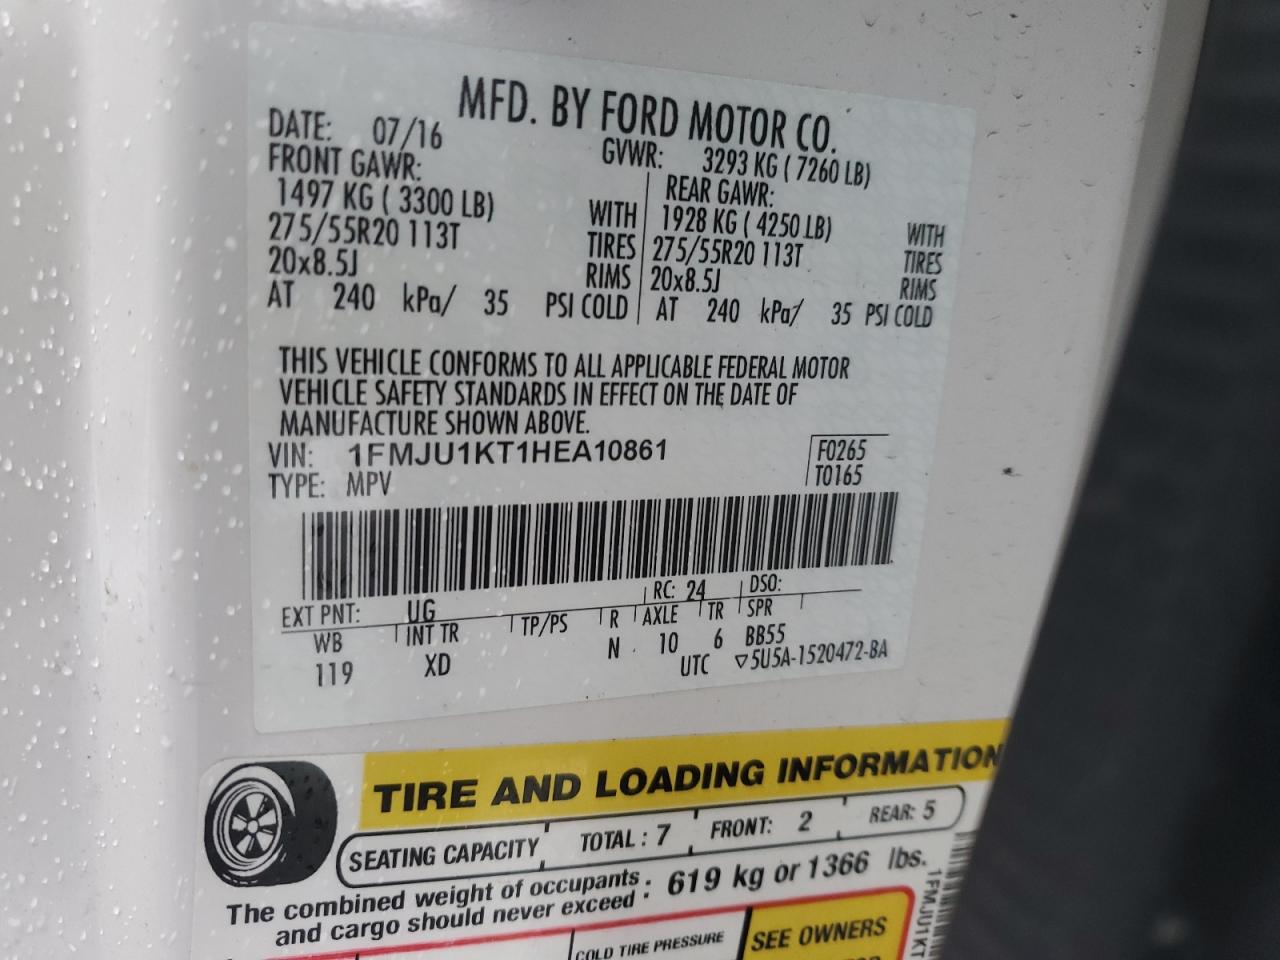 MFD. BY FORD MOTOR CO.
DATE: 07/16 GVWR: 3293 KG ( 7260 LB)
FRONT GAWR: REAR GAWR:
1497 KG ( 3300 LB) WITH 1928 KG ( 4250 LB) WITH
275/55R20 113T TIRES 275/55R20 113T TIRES
20x8.5J RIMS 20x8.5J RIMS
AT 240 kPa/ 35 PSI COLD AT 240 kPa/ 35 PSI COLD
THIS VEHICLE CONFORMS TO ALL APPLICABLE FEDERAL MOTOR
VEHICLE SAFETY STANDARDS IN EFFECT ON THE DATE OF
MANUFACTURE SHOWN ABOVE.
VIN: 1FMJU1KT1HEA10861 F0265
TYPE: MPV T0165
EXT PNT: UG RC: 24 DSO:
WB INT TR TP/PS R AXLE TR SPR
119 XD N 10 6 BB55
UTC ▽5U5A-1520472-BA
TIRE AND LOADING INFORMATION
SEATING CAPACITY TOTAL : 7 FRONT: 2 REAR: 5
The combined weight of occupants : 619 kg or 1366 lbs.
and cargo should never exceed :
COLD TIRE PRESSURE
SEE OWNERS
1FMJU1KT